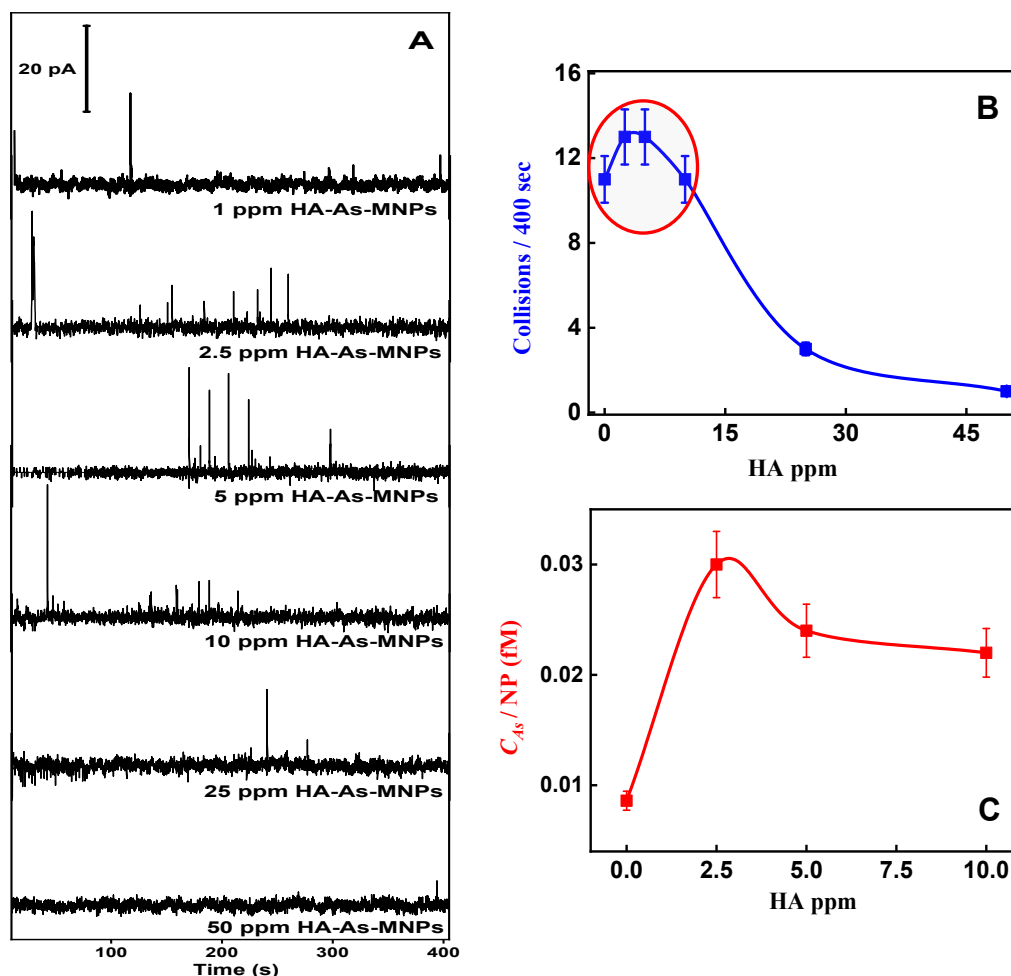 A
20 pA
1 ppm HA-As-MNPs
2.5 ppm HA-As-MNPs
5 ppm HA-As-MNPs
10 ppm HA-As-MNPs
25 ppm HA-As-MNPs
50 ppm HA-As-MNPs
100 200 300 400
Time (s)
B
16
12
8
4
0
Collisions / 400 sec
0 15 30 45
HA ppm
C
0.03
0.02
0.01
C_As / NP (fM)
0.0 2.5 5.0 7.5 10.0
HA ppm